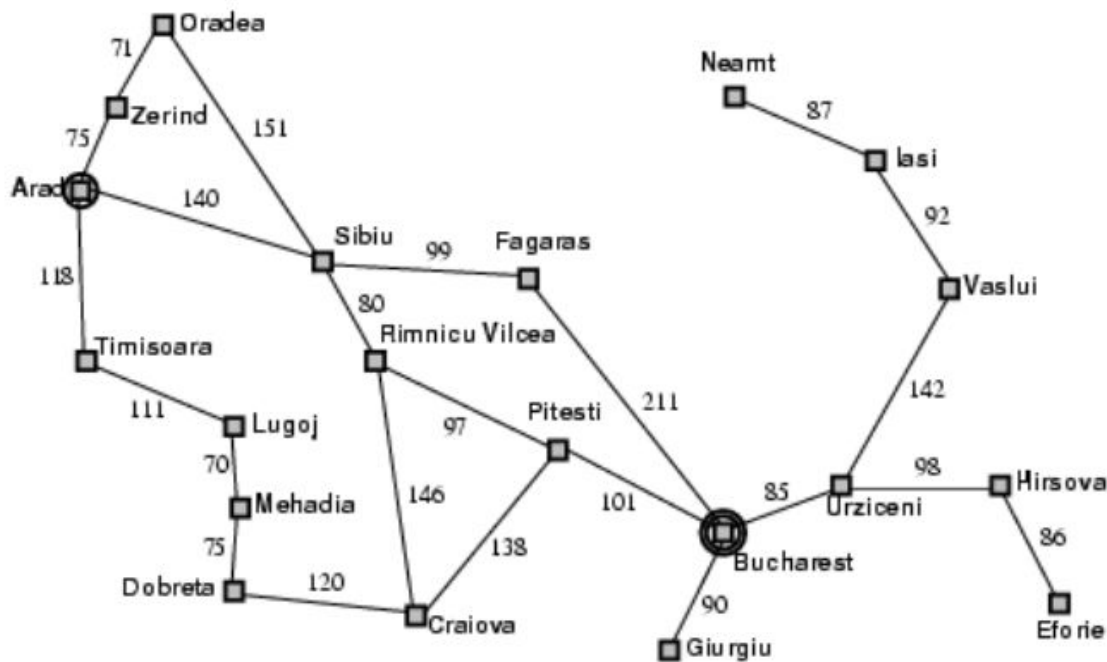 Oradea
71
Neamt
Zerind
87
75
151
Iasi
Arad
140
92
Sibiu
Fagaras
99
118
Vaslui
80
Timisoara
Rimnicu Vilcea
142
111
Pitesti
211
Lugoj
97
70
98
Hirsova
146
85
Mehadia
101
Urziceni
86
138
75
Bucharest
Dobreta
120
90
Craiova
Eforie
Giurgiu